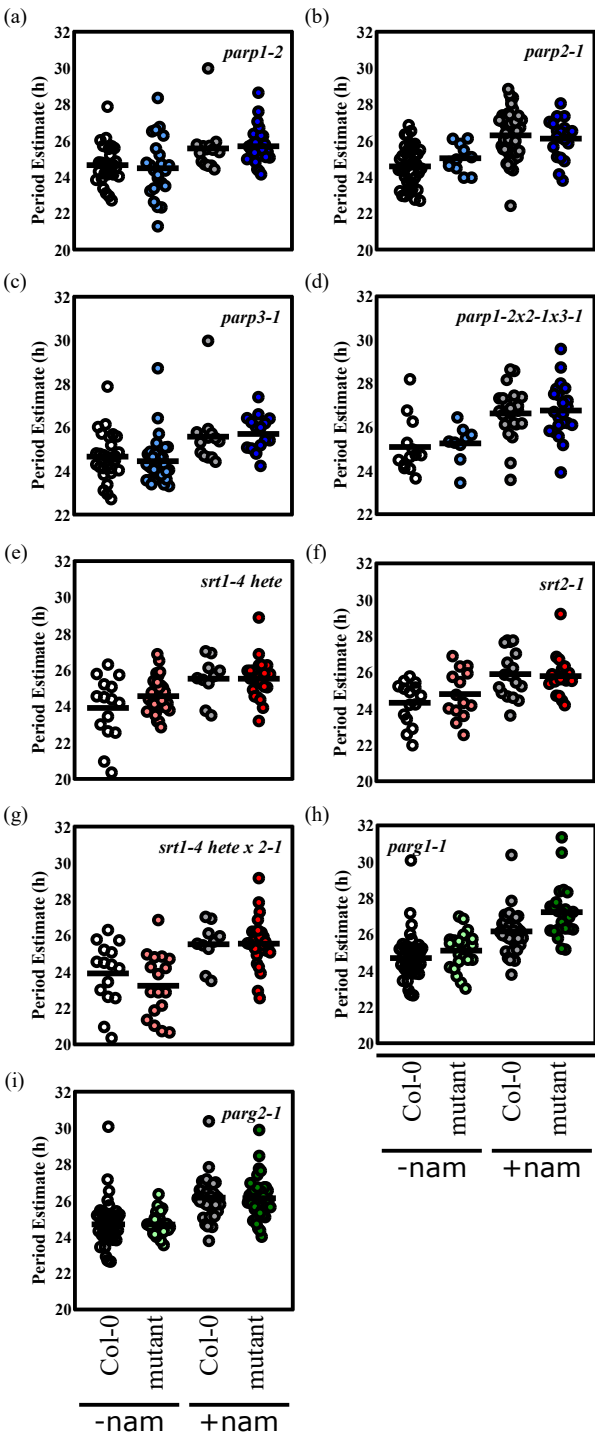 (a)
parp1-2
Period Estimate (h)
32
30
28
26
24
22
20
(b)
parp2-1
Period Estimate (h)
32
30
28
26
24
22
20
(c)
parp3-1
Period Estimate (h)
32
30
28
26
24
22
(d)
parp1-2x2-1x3-1
Period Estimate (h)
32
30
28
26
24
22
(e)
srt1-4 hete
Period Estimate (h)
32
30
28
26
24
22
20
(f)
srt2-1
Period Estimate (h)
32
30
28
26
24
22
20
(g)
srt1-4 hete x 2-1
Period Estimate (h)
32
30
28
26
24
22
20
(h)
parg1-1
Period Estimate (h)
32
30
28
26
24
22
20
Col-0
mutant
Col-0
mutant
-nam
+nam
(i)
parg2-1
Period Estimate (h)
32
30
28
26
24
22
20
Col-0
mutant
Col-0
mutant
-nam
+nam